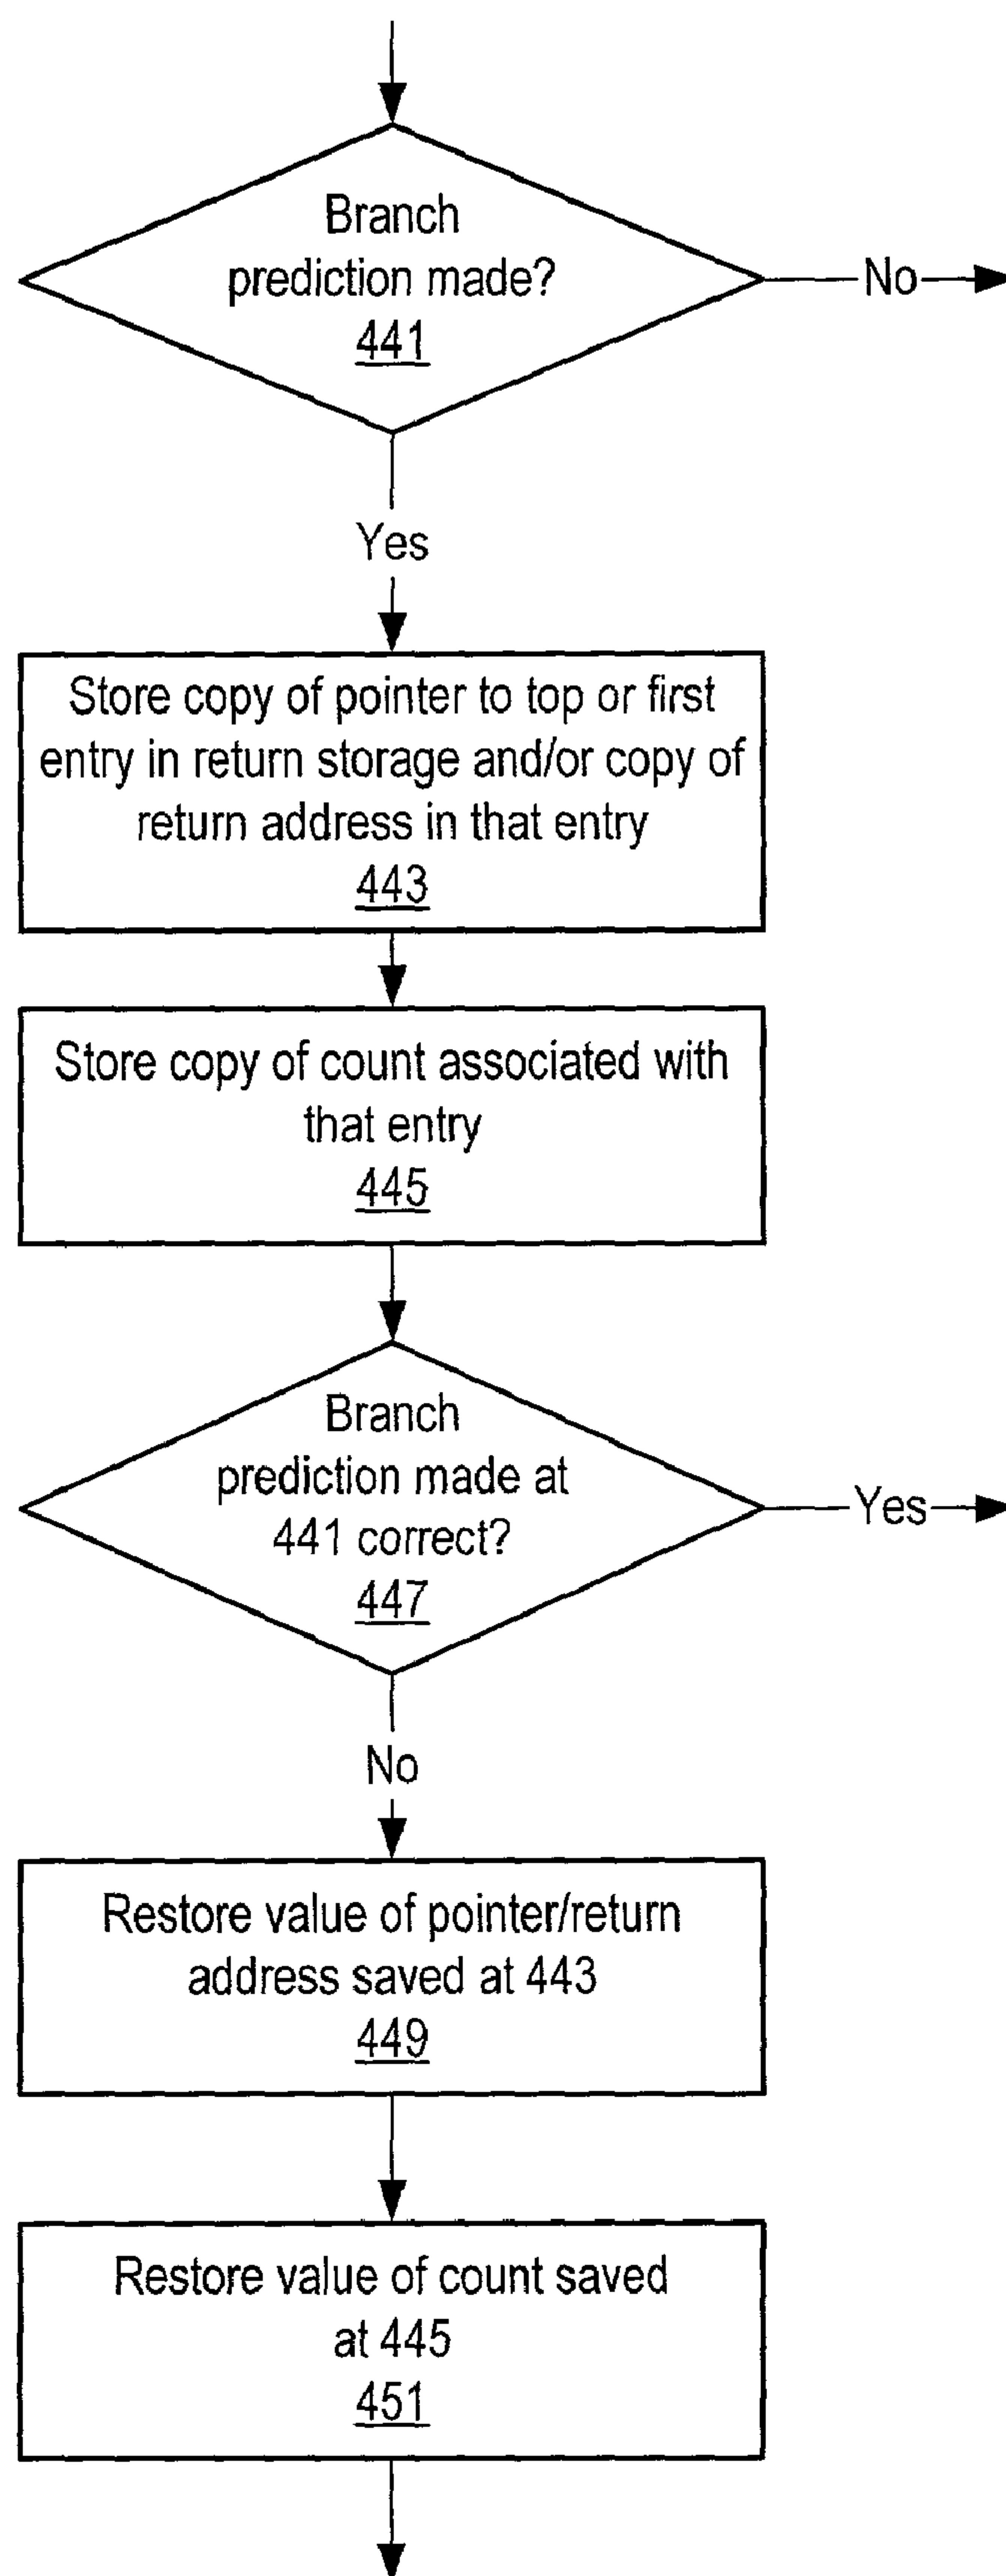 Branch
prediction made?
441
No
Yes
Store copy of pointer to top or first
entry in return storage and/or copy of
return address in that entry
443
Store copy of count associated with
that entry
445
Branch
prediction made at
441 correct?
447
Yes
No
Restore value of pointer/return
address saved at 443
449
Restore value of count saved
at 445
451